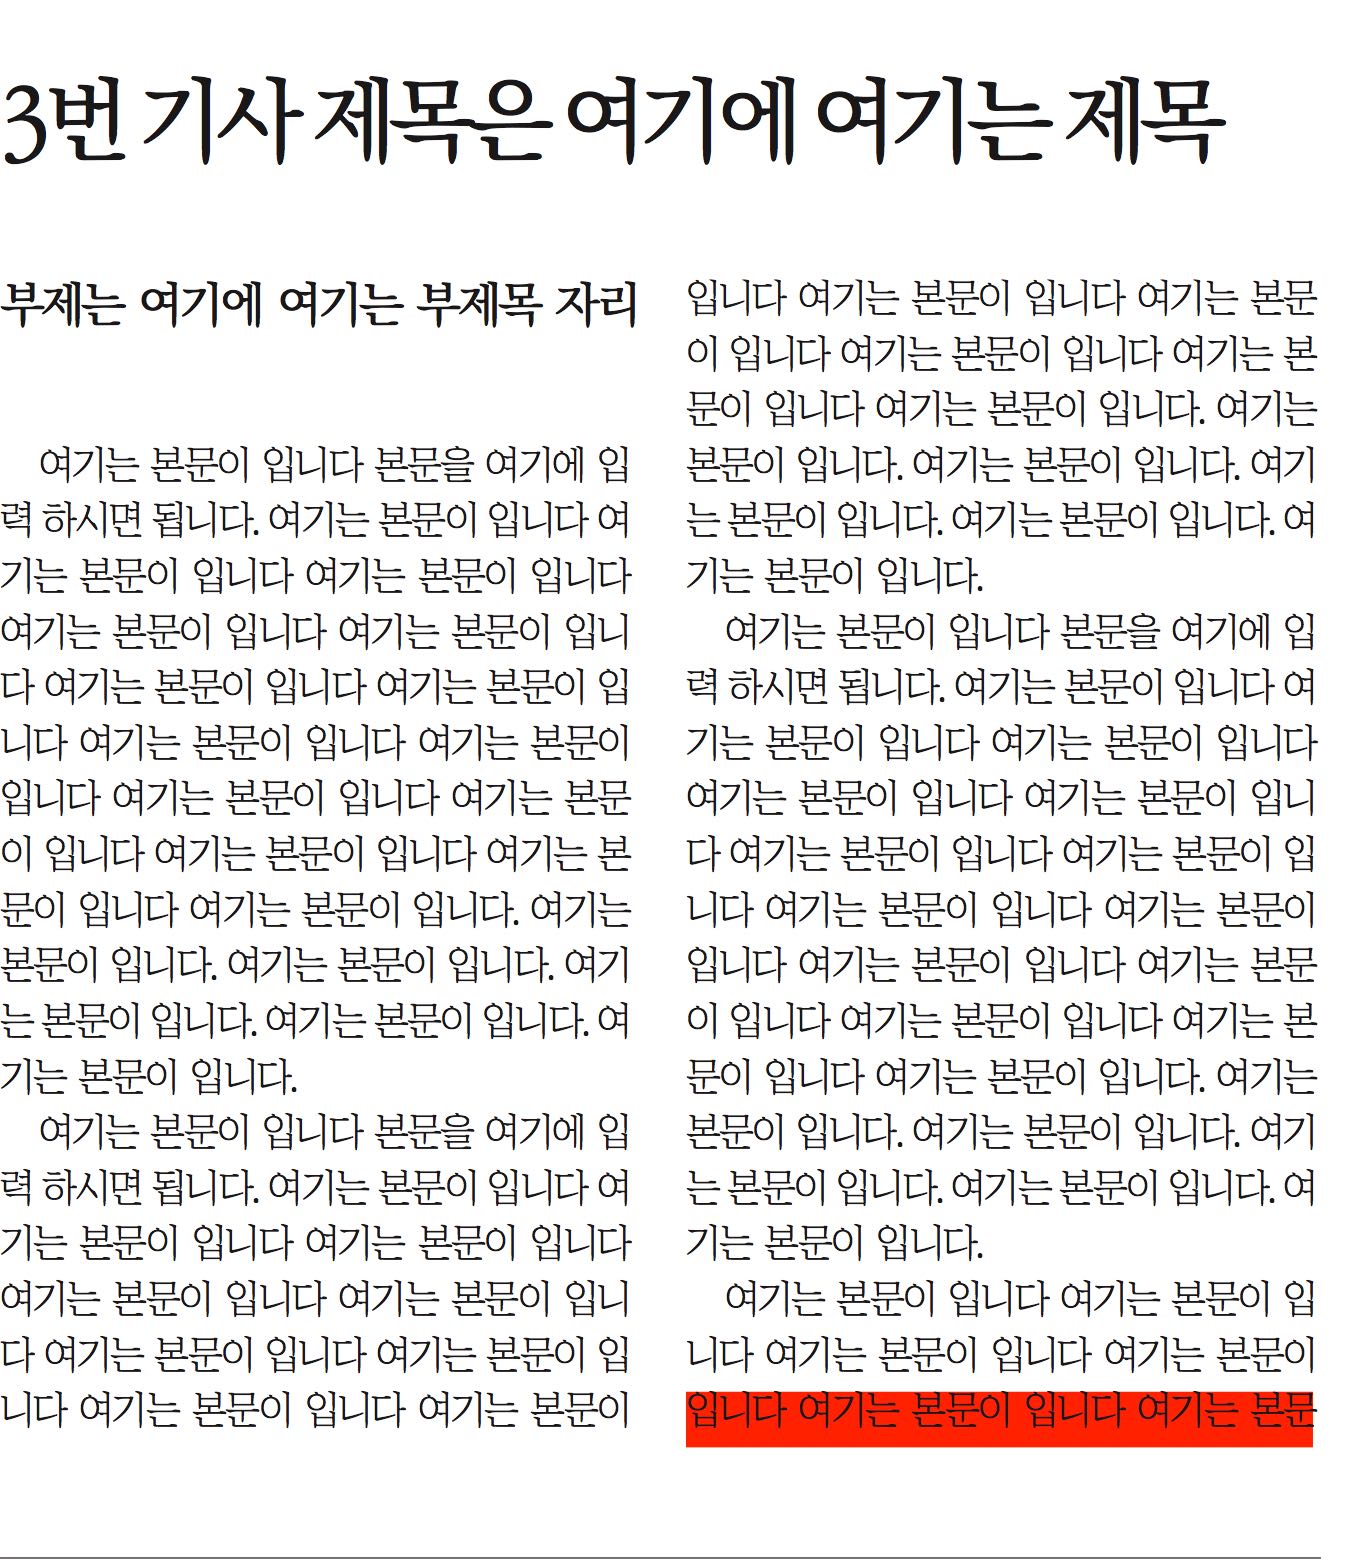 3번 기사 제목은 여기에 여기는 제목
부제는 여기에 여기는 부제목 자리
여기는 본문이 입니다 본문을 여기에 입
력 하시면 됩니다. 여기는 본문이 입니다 여
기는 본문이 입니다 여기는 본문이 입니다
여기는 본문이 입니다 여기는 본문이 입니
다 여기는 본문이 입니다 여기는 본문이 입
니다 여기는 본문이 입니다 여기는 본문이
입니다 여기는 본문이 입니다 여기는 본문
이 입니다 여기는 본문이 입니다 여기는 본
문이 입니다 여기는 본문이 입니다. 여기는
본문이 입니다. 여기는 본문이 입니다. 여기
는 본문이 입니다. 여기는 본문이 입니다. 여
기는 본문이 입니다.
여기는 본문이 입니다 본문을 여기에 입
력 하시면 됩니다. 여기는 본문이 입니다 여
기는 본문이 입니다 여기는 본문이 입니다
여기는 본문이 입니다 여기는 본문이 입니
다 여기는 본문이 입니다 여기는 본문이 입
니다 여기는 본문이 입니다 여기는 본문이
입니다 여기는 본문이 입니다 여기는 본문
이 입니다 여기는 본문이 입니다 여기는 본
문이 입니다 여기는 본문이 입니다. 여기는
본문이 입니다. 여기는 본문이 입니다. 여기
는 본문이 입니다. 여기는 본문이 입니다. 여
기는 본문이 입니다.
여기는 본문이 입니다 본문을 여기에 입
력 하시면 됩니다. 여기는 본문이 입니다 여
기는 본문이 입니다 여기는 본문이 입니다
여기는 본문이 입니다 여기는 본문이 입니
다 여기는 본문이 입니다 여기는 본문이 입
니다 여기는 본문이 입니다 여기는 본문이
입니다 여기는 본문이 입니다 여기는 본문
이 입니다 여기는 본문이 입니다 여기는 본
문이 입니다 여기는 본문이 입니다. 여기는
본문이 입니다. 여기는 본문이 입니다. 여기
는 본문이 입니다. 여기는 본문이 입니다. 여
기는 본문이 입니다.
여기는 본문이 입니다 여기는 본문이 입
니다 여기는 본문이 입니다 여기는 본문이
입니다 여기는 본문이 입니다 여기는 본문